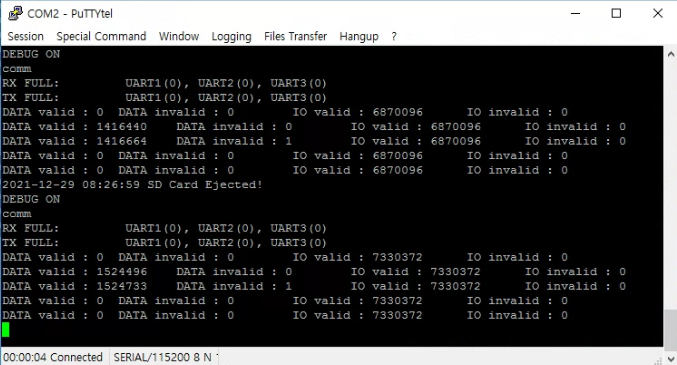 COM2 - PuTTYtel
Session Special Command Window Logging Files Transfer Hangup ?
DEBUG ON
comm
RX FULL: UART1(0), UART2(0), UART3(0)
TX FULL: UART1(0), UART2(0), UART3(0)
DATA valid : 0 DATA invalid : 0 IO valid : 6870096 IO invalid : 0
DATA valid : 1416440 DATA invalid : 0 IO valid : 6870096 IO invalid : 0
DATA valid : 1416664 DATA invalid : 1 IO valid : 6870096 IO invalid : 0
DATA valid : 0 DATA invalid : 0 IO valid : 6870096 IO invalid : 0
DATA valid : 0 DATA invalid : 0 IO valid : 6870096 IO invalid : 0
2021-12-29 08:26:59 SD Card Ejected!
DEBUG ON
comm
RX FULL: UART1(0), UART2(0), UART3(0)
TX FULL: UART1(0), UART2(0), UART3(0)
DATA valid : 0 DATA invalid : 0 IO valid : 7330372 IO invalid : 0
DATA valid : 1524496 DATA invalid : 0 IO valid : 7330372 IO invalid : 0
DATA valid : 1524733 DATA invalid : 1 IO valid : 7330372 IO invalid : 0
DATA valid : 0 DATA invalid : 0 IO valid : 7330372 IO invalid : 0
DATA valid : 0 DATA invalid : 0 IO valid : 7330372 IO invalid : 0
00:00:04 Connected SERIAL/115200 8 N